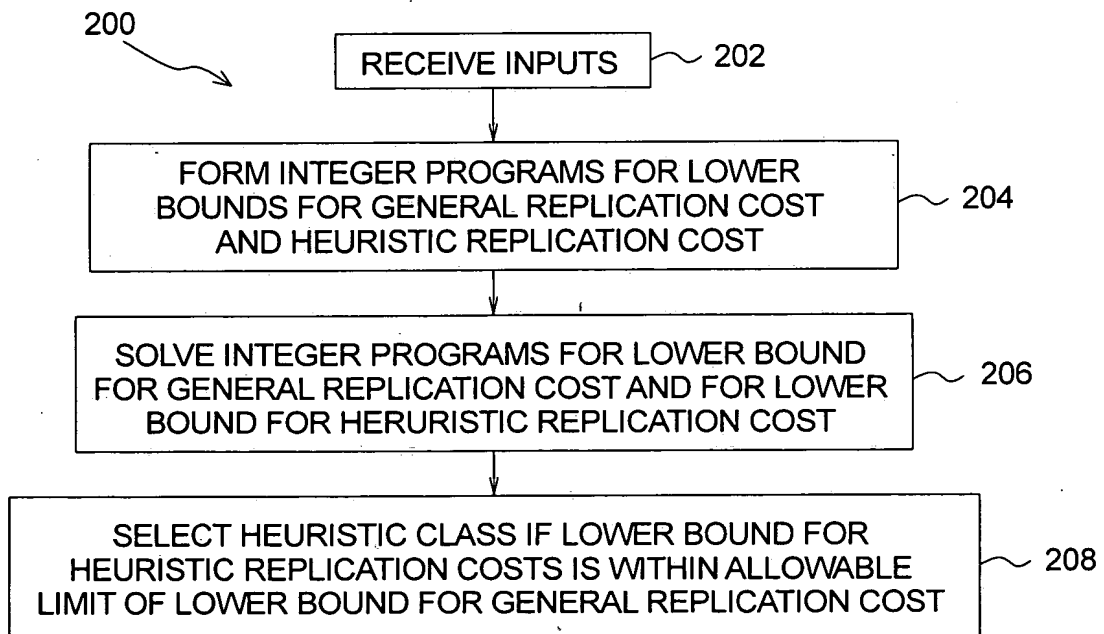 200
RECEIVE INPUTS
202
FORM INTEGER PROGRAMS FOR LOWER
BOUNDS FOR GENERAL REPLICATION COST
AND HEURISTIC REPLICATION COST
204
SOLVE INTEGER PROGRAMS FOR LOWER BOUND
FOR GENERAL REPLICATION COST AND FOR LOWER
BOUND FOR HERURISTIC REPLICATION COST
206
SELECT HEURISTIC CLASS IF LOWER BOUND FOR
HEURISTIC REPLICATION COSTS IS WITHIN ALLOWABLE
LIMIT OF LOWER BOUND FOR GENERAL REPLICATION COST
208